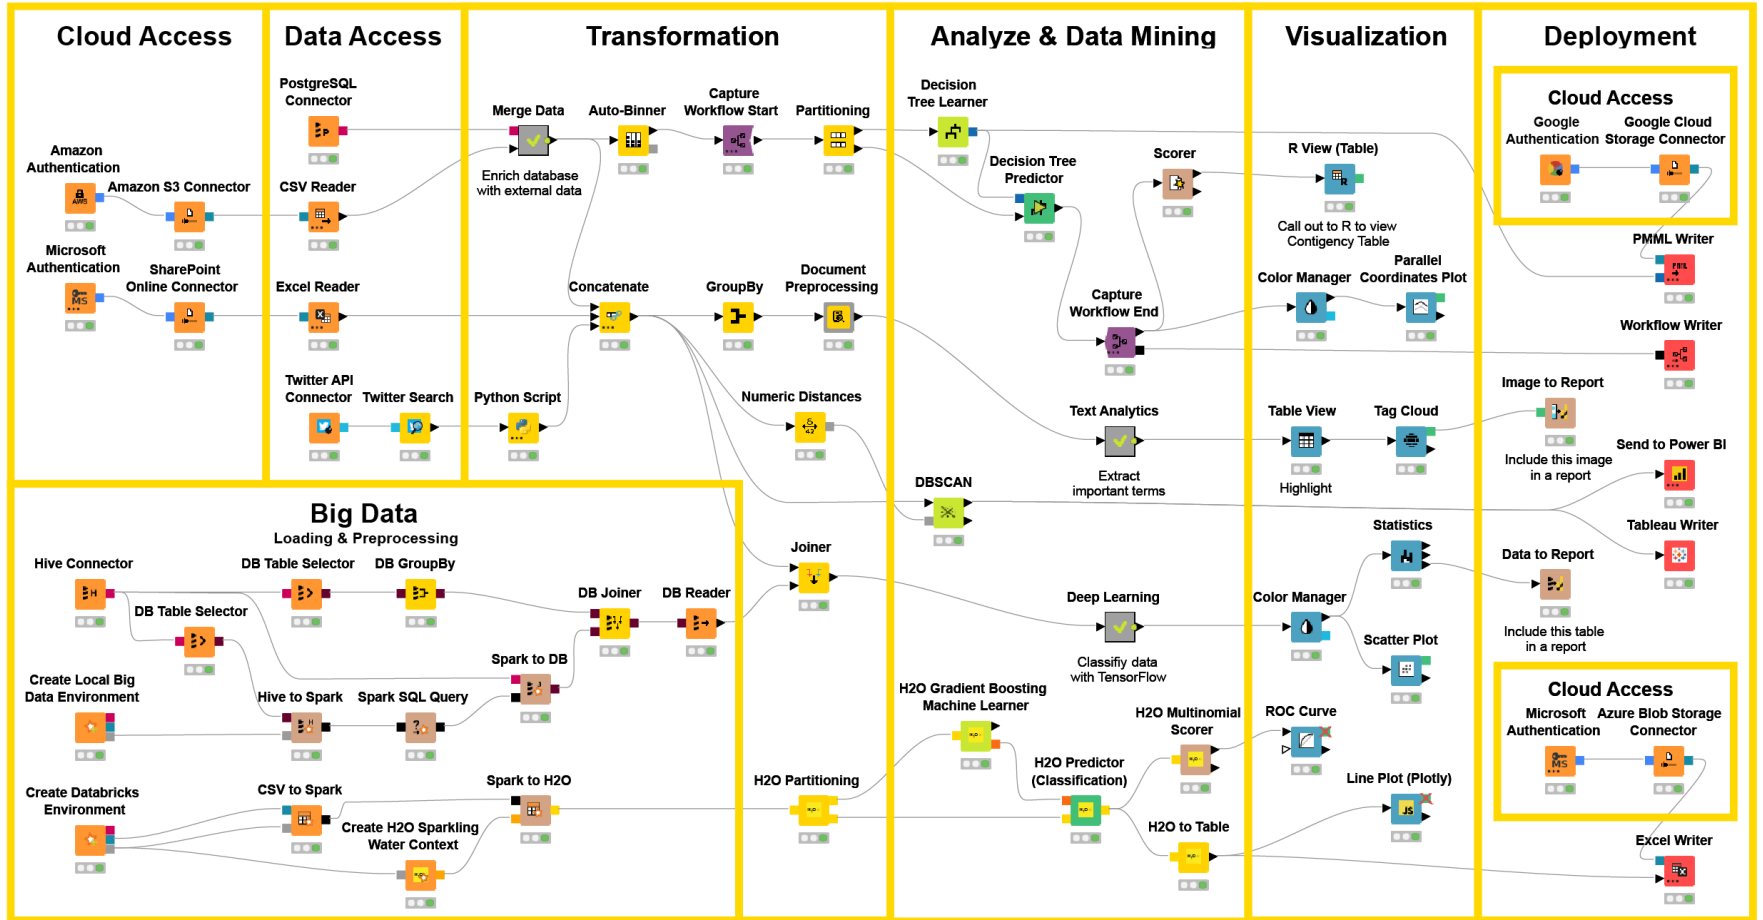 Cloud Access
Data Access
Transformation
Analyze & Data Mining
Visualization
Deployment
Amazon
Authentication
AWS
Amazon S3 Connector
Microsoft
Authentication
MS
SharePoint
Online Connector
PostgreSQL
Connector
P
CSV Reader
Excel Reader
Twitter API
Connector
Twitter Search
Merge Data
Enrich database
with external data
Auto-Binner
Capture
Workflow Start
Partitioning
Concatenate
GroupBy
Document
Preprocessing
Python Script
Numeric Distances
Joiner
H2O Partitioning
Decision
Tree Learner
Decision Tree
Predictor
Scorer
Capture
Workflow End
Text Analytics
Extract
important terms
DBSCAN
Deep Learning
Classifiy data
with TensorFlow
H2O Gradient Boosting
Machine Learner
H2O Predictor
(Classification)
H2O Multinomial
Scorer
H2O to Table
R View (Table)
R
Call out to R to view
Contigency Table
Color Manager
Parallel
Coordinates Plot
Table View
Highlight
Tag Cloud
Statistics
Color Manager
Scatter Plot
ROC Curve
Line Plot (Plotly)
JS
Cloud Access
Google
Authentication
Google Cloud
Storage Connector
PMML Writer
PMML
Workflow Writer
Image to Report
Include this image
in a report
Send to Power BI
Tableau Writer
Data to Report
Include this table
in a report
Cloud Access
Microsoft
Authentication
MS
Azure Blob Storage
Connector
Excel Writer
Big Data
Loading & Preprocessing
Hive Connector
H
DB Table Selector
DB GroupBy
DB Table Selector
DB Joiner
DB Reader
Create Local Big
Data Environment
Hive to Spark
H
Spark SQL Query
Spark to DB
Create Databricks
Environment
CSV to Spark
Spark to H2O
Create H2O Sparkling
Water Context